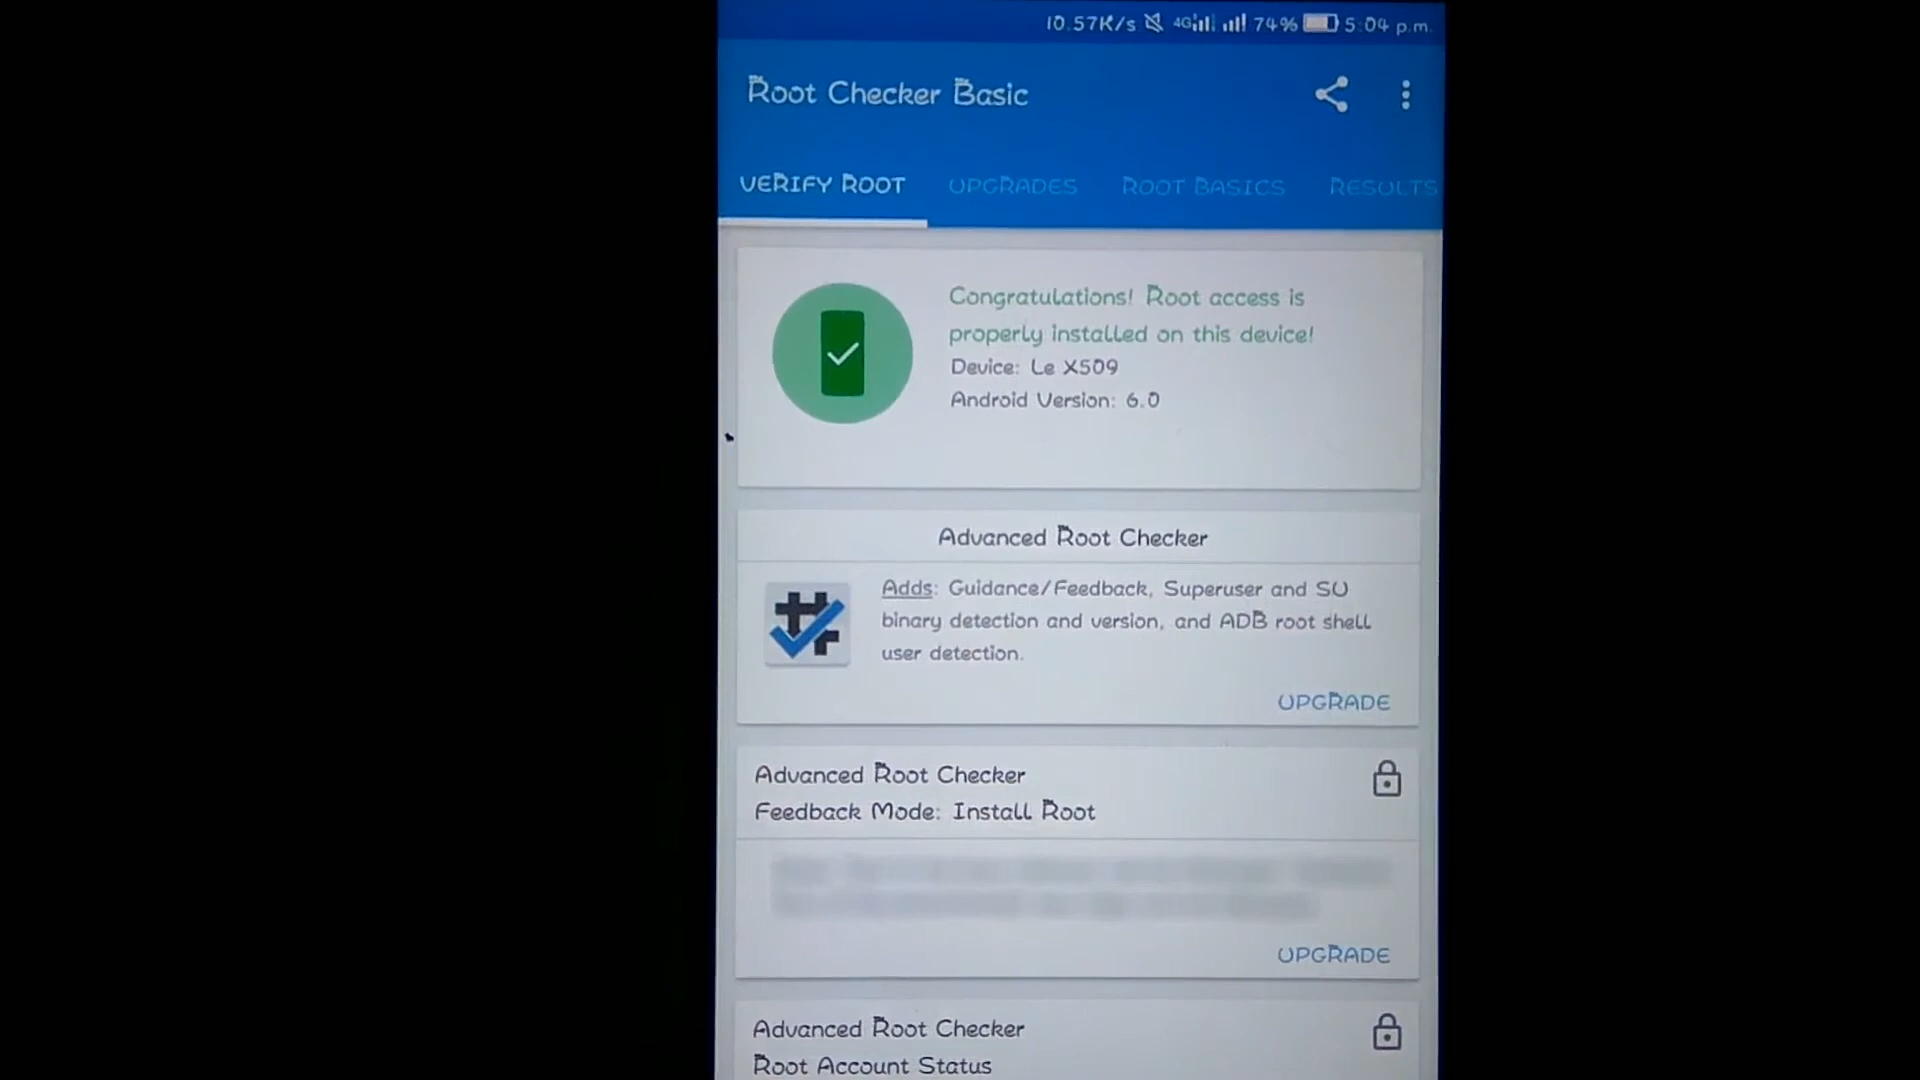 10.57K/s 4G 74% 5:04 p.m.
Root Checker Basic
VERIFY ROOT UPGRADES ROOT BASICS RESULTS
Congratulations! Root access is
properly installed on this device!
Device: Le X509
Android Version: 6.0
Advanced Root Checker
Adds: Guidance/Feedback, Superuser and SU
binary detection and version, and ADB root shell
user detection.
UPGRADE
Advanced Root Checker
Feedback Mode: Install Root
UPGRADE
Advanced Root Checker
Root Account Status